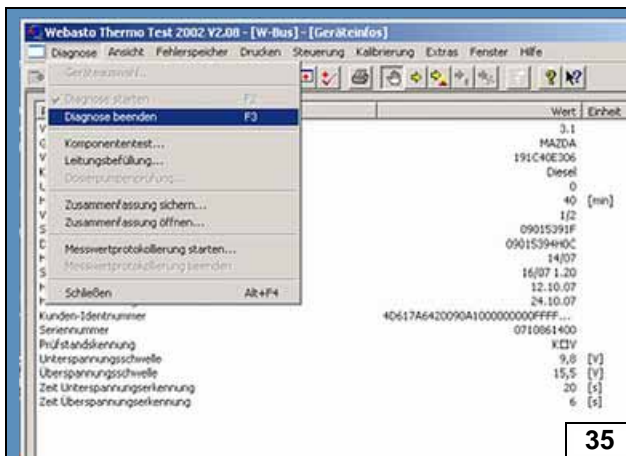 Webasto Thermo Test 2002 V2.08 - [W-Bus] - [Geräteinfos]
Diagnose Ansicht Fehlerspeicher Drucken Steuerung Kalibrierung Extras Fenster Hilfe
Geräteauswahl...
Diagnose starten F2
Diagnose beenden F3
Komponententest...
Leitungsbefüllung...
Dosierpumpenprüfung...
Zusammenfassung sichern...
Zusammenfassung öffnen...
Messwertprotokollierung starten...
Messwertprotokollierung beenden
Schließen Alt+F4
Wert Einheit
3.1
MAZDA
191C40E306
Diesel
0
40 [min]
1/2
09015391F
09015394H0C
14/07
16/07 1.20
12.10.07
24.10.07
Kunden-Identnummer 4D617A6420090A1000000000FFFF...
Seriennummer 0710861400
Prüfstandskennung K□V
Unterspannungsschwelle 9,8 [V]
Überspannungsschwelle 15,5 [V]
Zeit Unterspannungserkennung 20 [s]
Zeit Überspannungserkennung 6 [s]
35